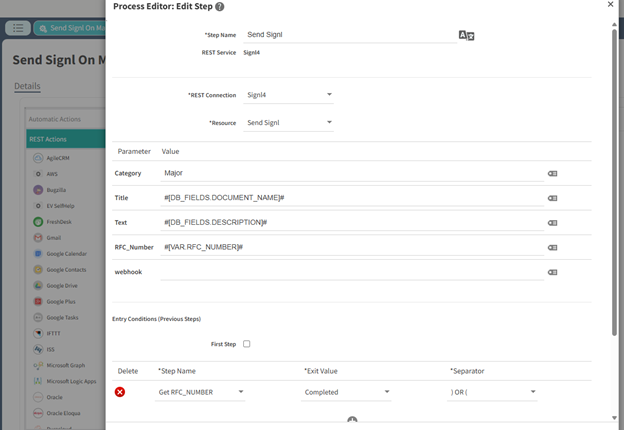 Process Editor: Edit Step ?
Send Signl On Ma
Send Signl On M
Details
Automatic Actions
REST Actions
AgileCRM
AWS
Bugzilla
EV SelfHelp
FreshDesk
Gmail
Google Calendar
Google Contacts
Google Drive
Google Plus
Google Tasks
IFTTT
ISS
Microsoft Graph
Microsoft Logic Apps
Oracle
Oracle Eloqua
*Step Name Send Signl
REST Service Signl4
*REST Connection Signl4
*Resource Send Signl
Parameter Value
Category Major
Title #[DB_FIELDS.DOCUMENT_NAME]#
Text #[DB_FIELDS.DESCRIPTION]#
RFC_Number #[VAR.RFC_NUMBER]#
webhook
Entry Conditions (Previous Steps)
First Step
Delete *Step Name *Exit Value *Separator
Get RFC_NUMBER Completed ) OR (